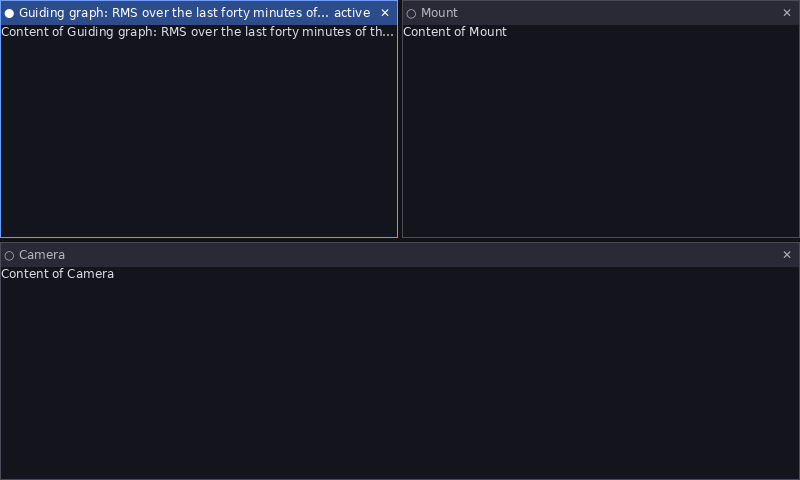 ● Guiding graph: RMS over the last forty minutes of... active ✕
Content of Guiding graph: RMS over the last forty minutes of th...
○ Mount ✕
Content of Mount
○ Camera ✕
Content of Camera